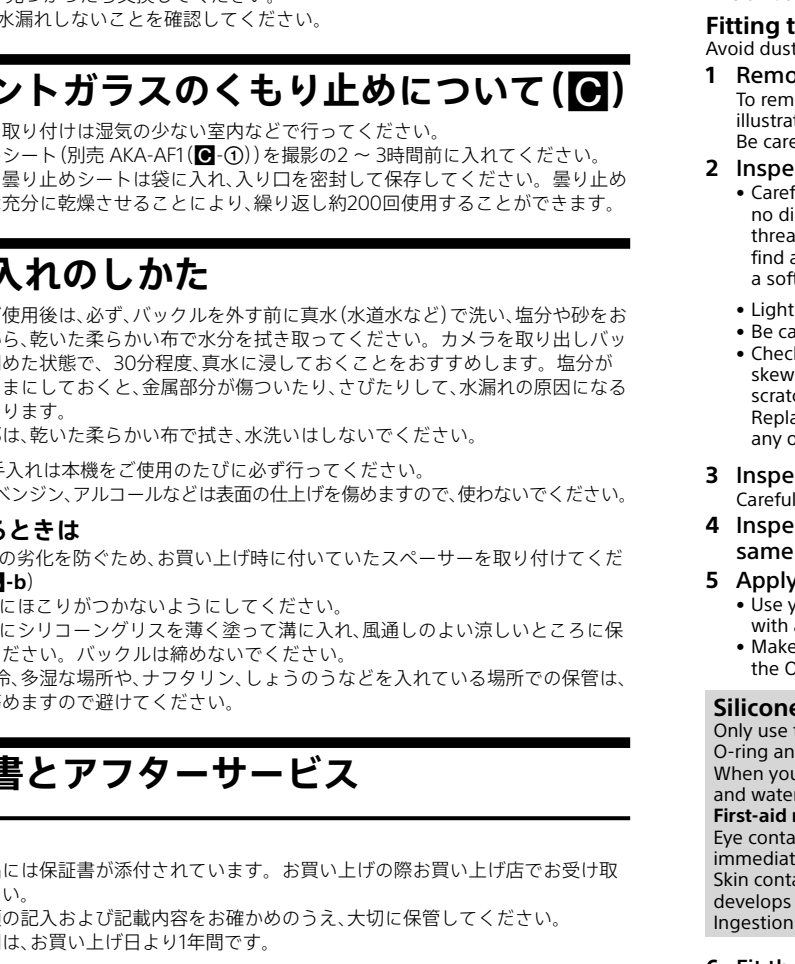 水漏れしないことを確認してください。
ントガラスのくもり止めについて(C)
取り付けは湿気の少ない室内などで行ってください。
シート(別売 AKA-AF1(C-①))を撮影の2 ~ 3時間前に入れてください。
曇り止めシートは袋に入れ、入り口を密封して保存してください。曇り止め
充分に乾燥させることにより、繰り返し約200回使用することができます。
入れのしかた
使用後は、必ず、バックルを外す前に真水(水道水など)で洗い、塩分や砂をお
ら、乾いた柔らかい布で水分を拭き取ってください。カメラを取り出しバッ
めた状態で、30分程度、真水に浸しておくことをおすすめします。塩分が
まにしておくと、金属部分が傷ついたり、さびたりして、水漏れの原因になる
ります。
は、乾いた柔らかい布で拭き、水洗いはしないでください。
手入れは本機をご使用のたびに必ず行ってください。
ベンジン、アルコールなどは表面の仕上げを傷めますので、使わないでください。
るときは
の劣化を防ぐため、お買い上げ時に付いていたスペーサーを取り付けてくだ
-b)
にほこりがつかないようにしてください。
にシリコーングリスを薄く塗って溝に入れ、風通しのよい涼しいところに保
ださい。バックルは締めないでください。
冷、多湿な場所や、ナフタリン、しょうのうなどを入れている場所での保管は、
めますので避けてください。
書とアフターサービス
には保証書が添付されています。お買い上げの際お買い上げ店でお受け取
い。
の記入および記載内容をお確かめのうえ、大切に保管してください。
は、お買い上げ日より1年間です。
Fitting t
Avoid dust
1 Remo
To rem
illustrat
Be care
2 Inspe
• Caref
no di
threa
find a
a soft
• Light
• Be ca
• Check
skew
scratc
Repla
any o
3 Inspe
Careful
4 Inspe
same
5 Apply
• Use y
with a
• Make
the O
Silicone
Only use t
O-ring an
When you
and water
First-aid r
Eye conta
immediat
Skin conta
develops
Ingestion